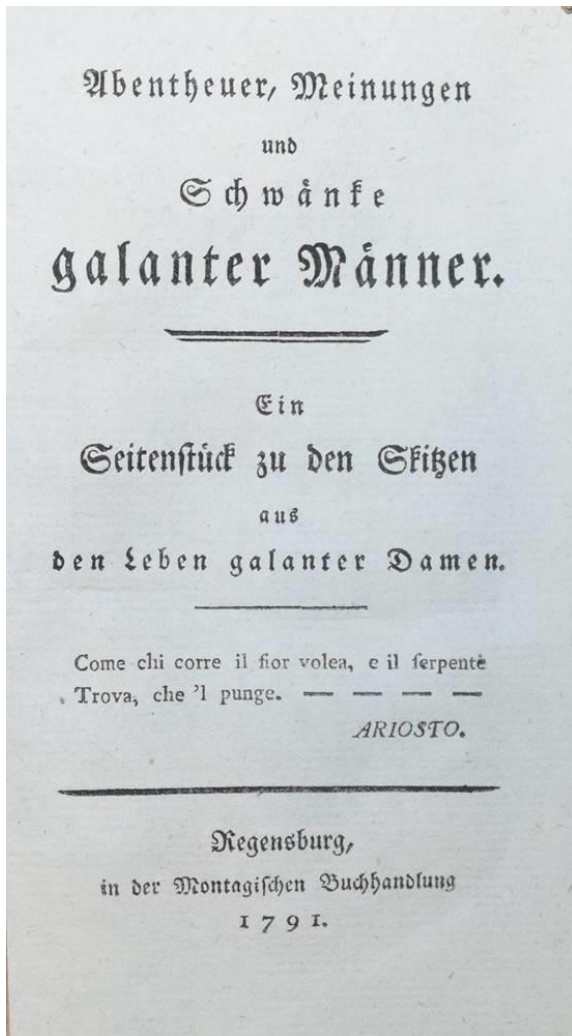 Abentheuer, Meinungen
und
Schwänke
galanter Männer.
Ein
Seitenstück zu den Skitzen
aus
den Leben galanter Damen.
Come chi corre il fior volea, e il ſerpentè
Trova, che 'l punge. — — — —
ARIOSTO.
Regensburg,
in der Montagiſchen Buchhandlung
1791.